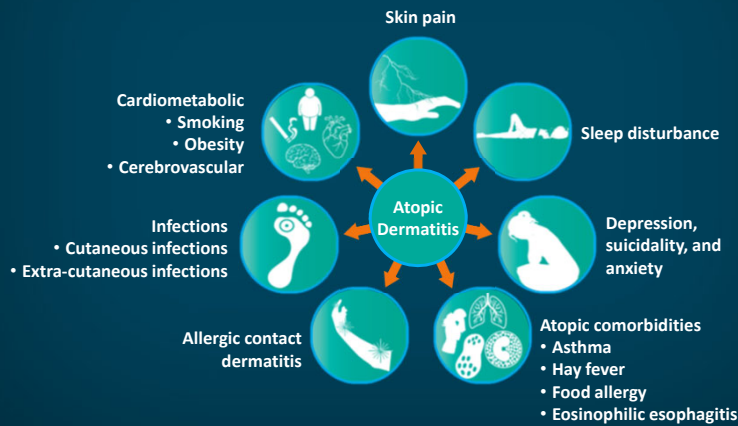 Skin pain
Cardiometabolic
• Smoking
• Obesity
• Cerebrovascular
Sleep disturbance
Atopic
Dermatitis
Infections
• Cutaneous infections
• Extra-cutaneous infections
Depression,
suicidality, and
anxiety
Allergic contact
dermatitis
Atopic comorbidities
• Asthma
• Hay fever
• Food allergy
• Eosinophilic esophagitis